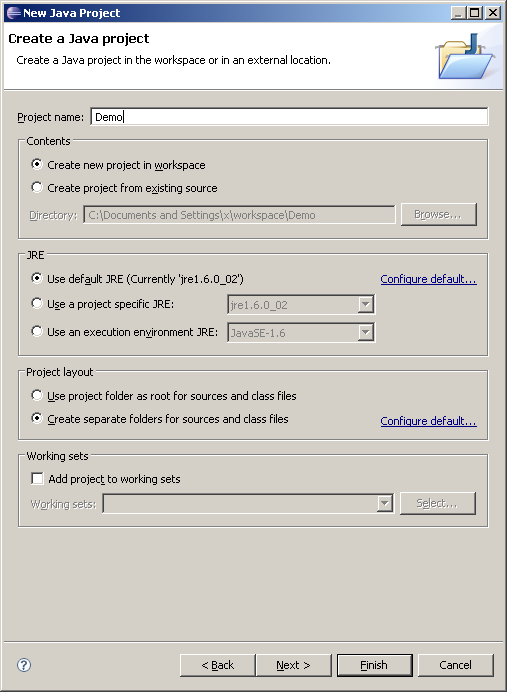 New Java Project
Create a Java project
Create a Java project in the workspace or in an external location.
Project name: Demo
Contents
Create new project in workspace
Create project from existing source
Directory: C:\Documents and Settings\x\workspace\Demo Browse...
JRE
Use default JRE (Currently 'jre1.6.0_02') Configure default...
Use a project specific JRE: jre1.6.0_02
Use an execution environment JRE: JavaSE-1.6
Project layout
Use project folder as root for sources and class files
Create separate folders for sources and class files Configure default...
Working sets
Add project to working sets
Working sets: Select...
? < Back Next > Finish Cancel